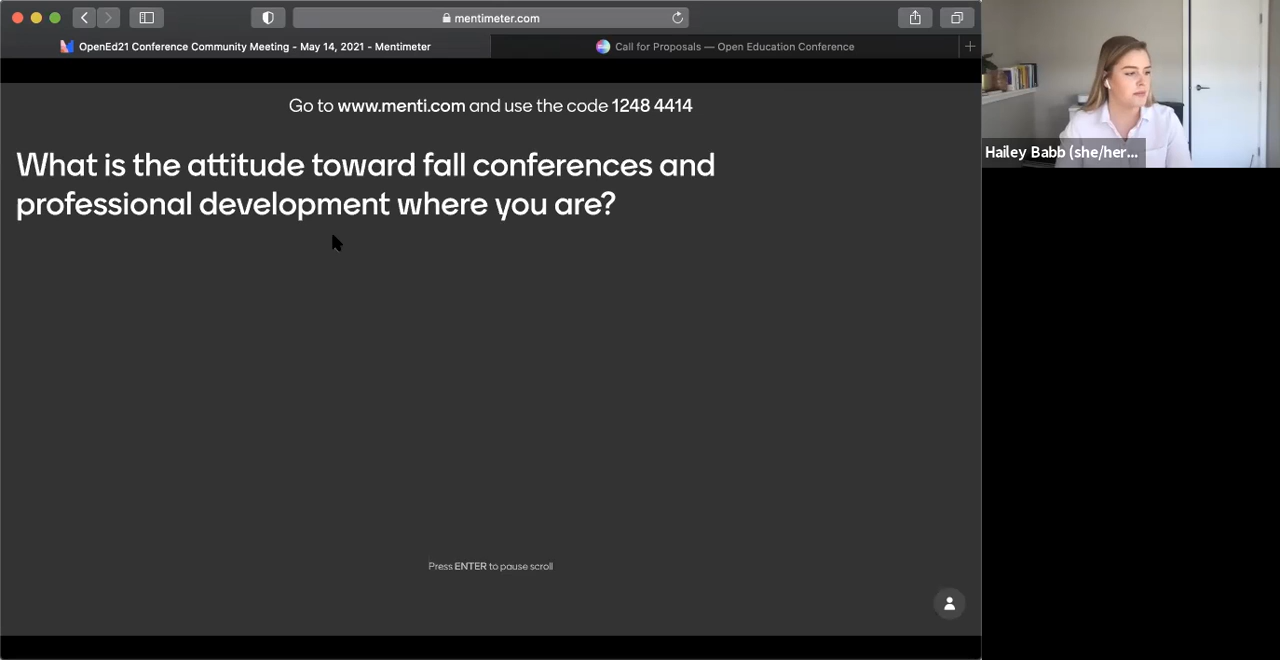 mentimeter.com
OpenEd21 Conference Community Meeting - May 14, 2021 - Mentimeter
Call for Proposals — Open Education Conference
Go to www.menti.com and use the code 1248 4414
What is the attitude toward fall conferences and
professional development where you are?
Press ENTER to pause scroll
Hailey Babb (she/her...